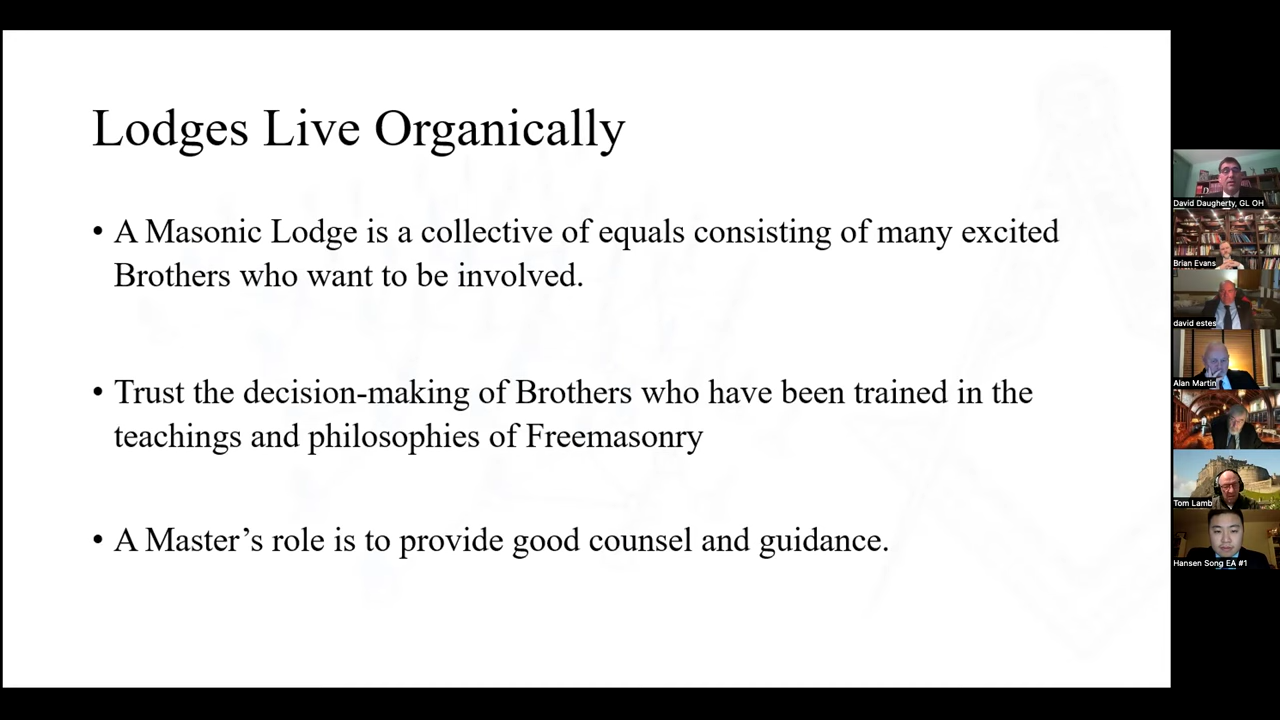 Lodges Live Organically
• A Masonic Lodge is a collective of equals consisting of many excited
Brothers who want to be involved.
• Trust the decision-making of Brothers who have been trained in the
teachings and philosophies of Freemasonry
• A Master’s role is to provide good counsel and guidance.
David Daugherty, GL OH
Brian Evans
david estes
Alan Martin
Tom Lamb
Hansen Song EA #1